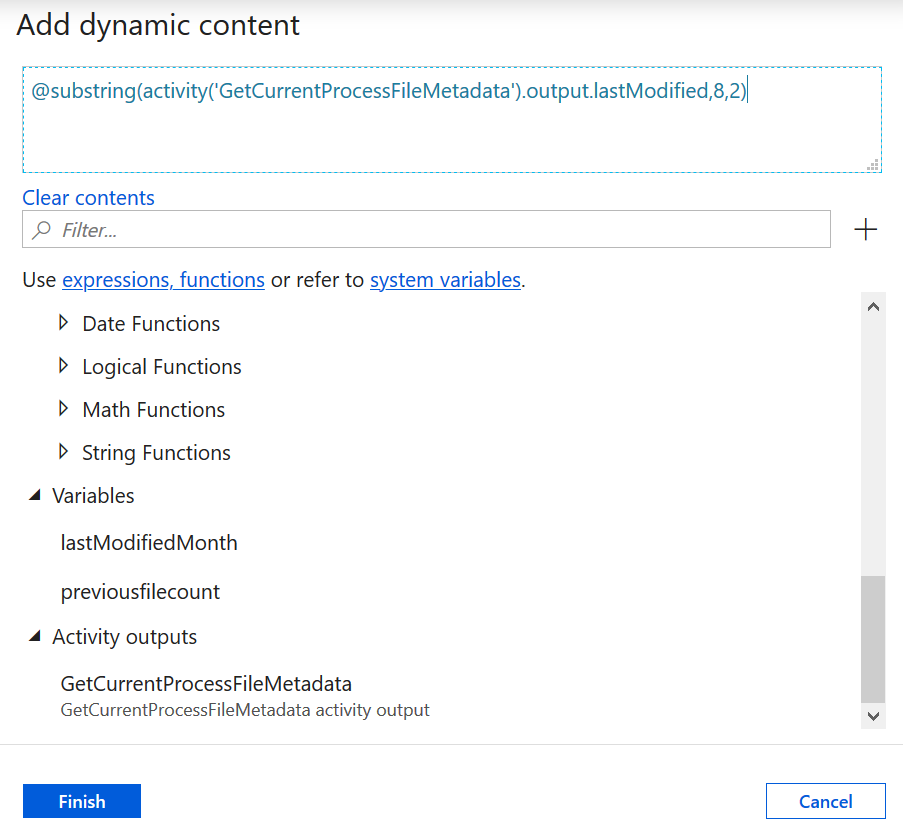 Add dynamic content
@substring(activity('GetCurrentProcessFileMetadata').output.lastModified,8,2)
Clear contents
Filter...
Use expressions, functions or refer to system variables.
Date Functions
Logical Functions
Math Functions
String Functions
Variables
lastModifiedMonth
previousfilecount
Activity outputs
GetCurrentProcessFileMetadata
GetCurrentProcessFileMetadata activity output
Finish
Cancel